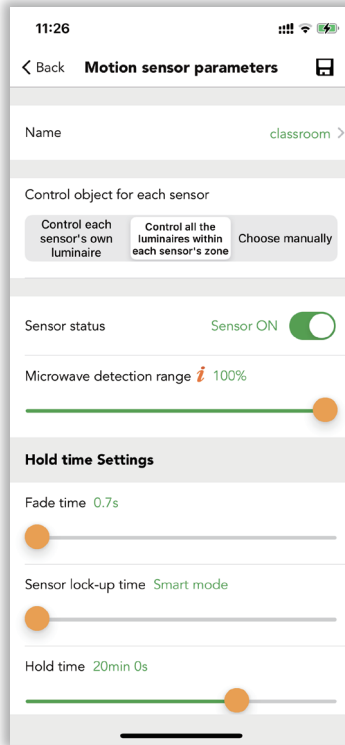 11:26
Back Motion sensor parameters
Name classroom
Control object for each sensor
Control each
sensor's own
luminaire
Control all the
luminaires within
each sensor's zone
Choose manually
Sensor status Sensor ON
Microwave detection range i 100%
Hold time Settings
Fade time 0.7s
Sensor lock-up time Smart mode
Hold time 20min 0s